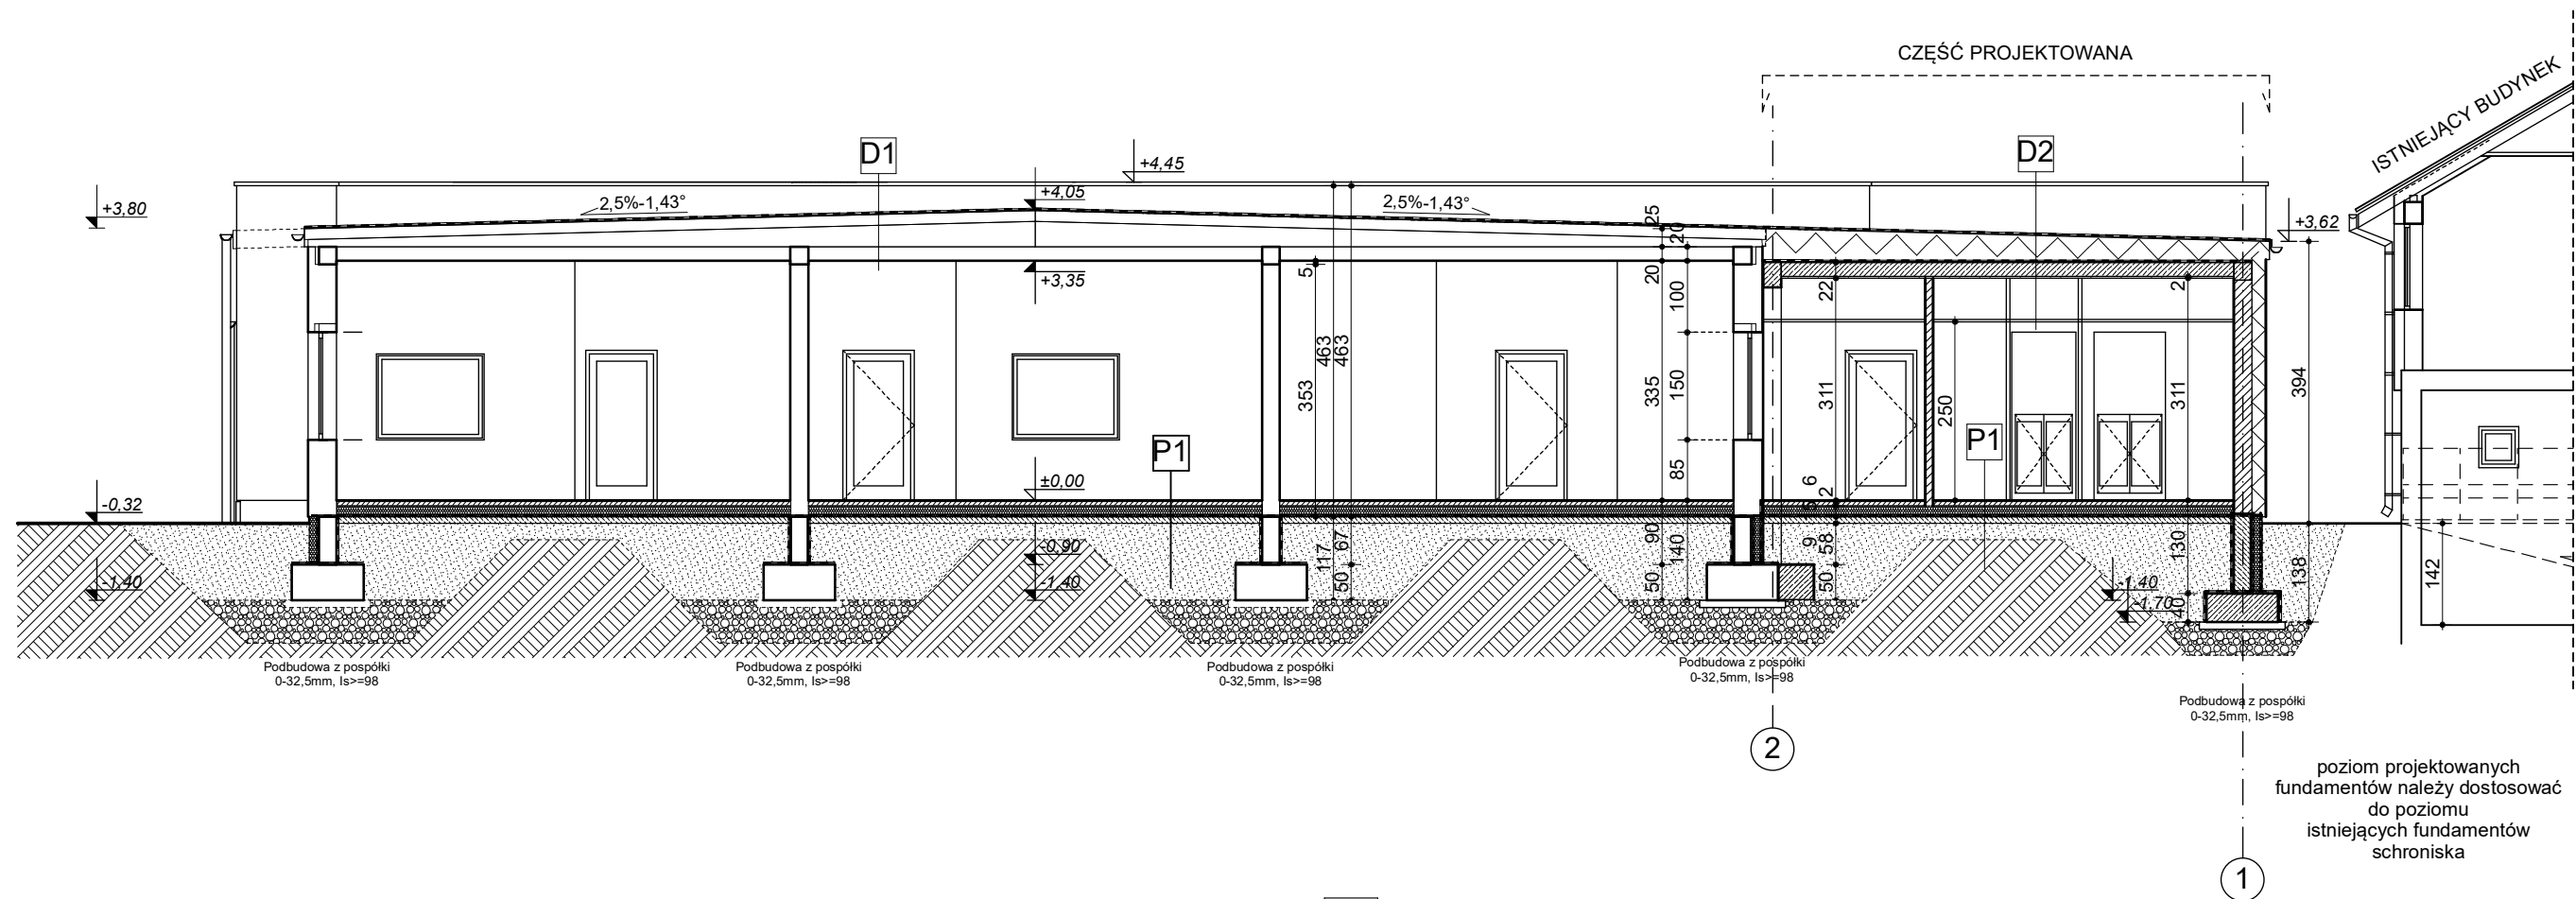 CZĘŚĆ PROJEKTOWANA
ISTNIEJĄCY BUDYNEK
D1
D2
+4,45
+3,80
+4,05
2,5%-1,43°
2,5%-1,43°
25
20
+3,62
+3,35
5
20
100
22
2
463
463
353
335
150
311
250
311
394
P1
P1
85
±0,00
6
2
5
6
-0,32
90
140
9
58
130
138
142
-0,90
117
67
-1,40
-1,40
50
50
50
-1,40
-1,70
40
Podbudowa z pospółki
0-32,5mm, Is>=98
Podbudowa z pospółki
0-32,5mm, Is>=98
Podbudowa z pospółki
0-32,5mm, Is>=98
Podbudowa z pospółki
0-32,5mm, Is>=98
Podbudowa z pospółki
0-32,5mm, Is>=98
2
poziom projektowanych
fundamentów należy dostosować
do poziomu
istniejących fundamentów
schroniska
1